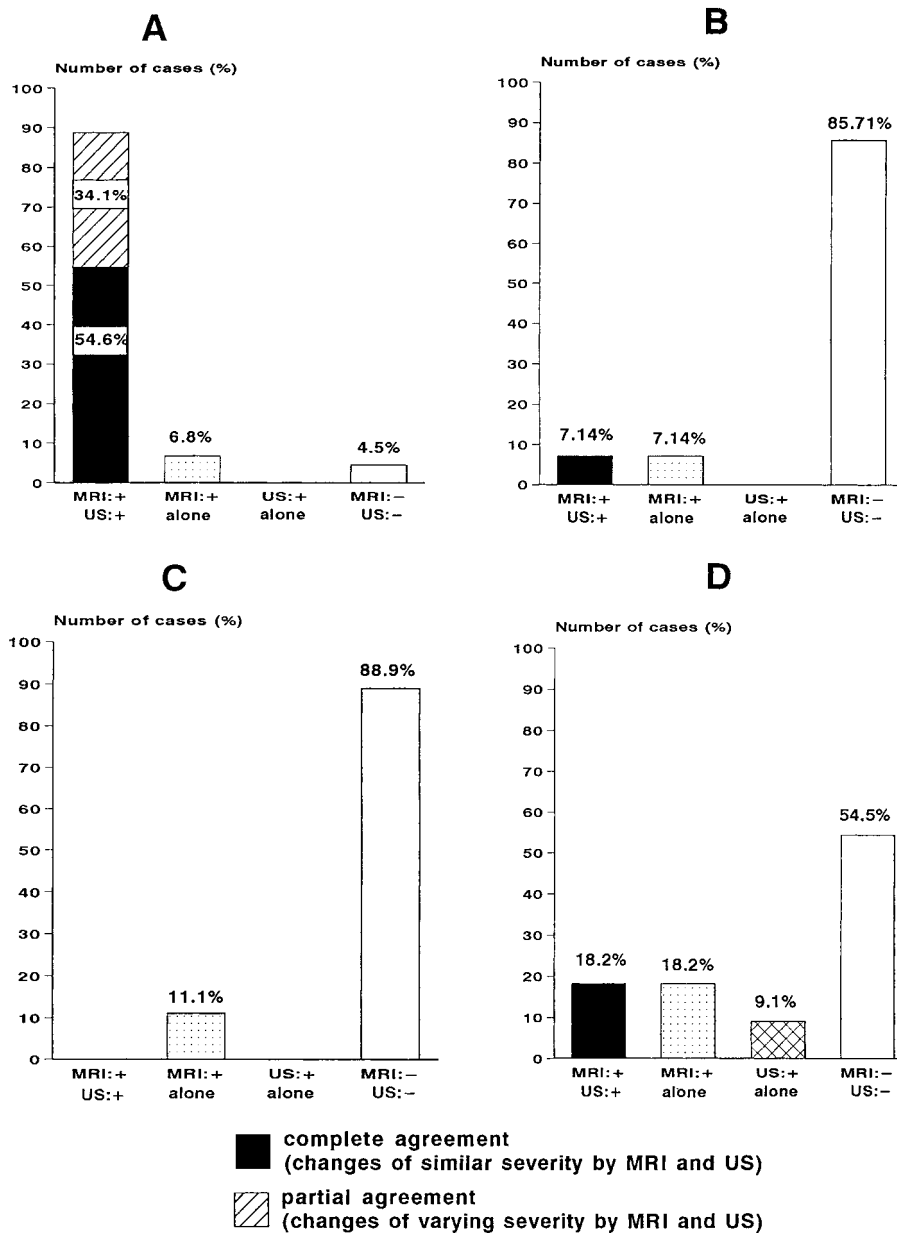 A
Number of cases (%)
100
90
80
70
60
50
40
30
20
10
0
34.1%
54.6%
6.8%
4.5%
MRI:+ MRI:+ US:+ MRI:−
US:+ alone alone US:−
B
Number of cases (%)
100
90
80
70
60
50
40
30
20
10
0
7.14%
7.14%
85.71%
MRI:+ MRI:+ US:+ MRI:−
US:+ alone alone US:−
C
Number of cases (%)
100
90
80
70
60
50
40
30
20
10
0
11.1%
88.9%
MRI:+ MRI:+ US:+ MRI:−
US:+ alone alone US:−
D
Number of cases (%)
100
90
80
70
60
50
40
30
20
10
0
18.2%
18.2%
9.1%
54.5%
MRI:+ MRI:+ US:+ MRI:−
US:+ alone alone US:−
complete agreement
(changes of similar severity by MRI and US)
partial agreement
(changes of varying severity by MRI and US)